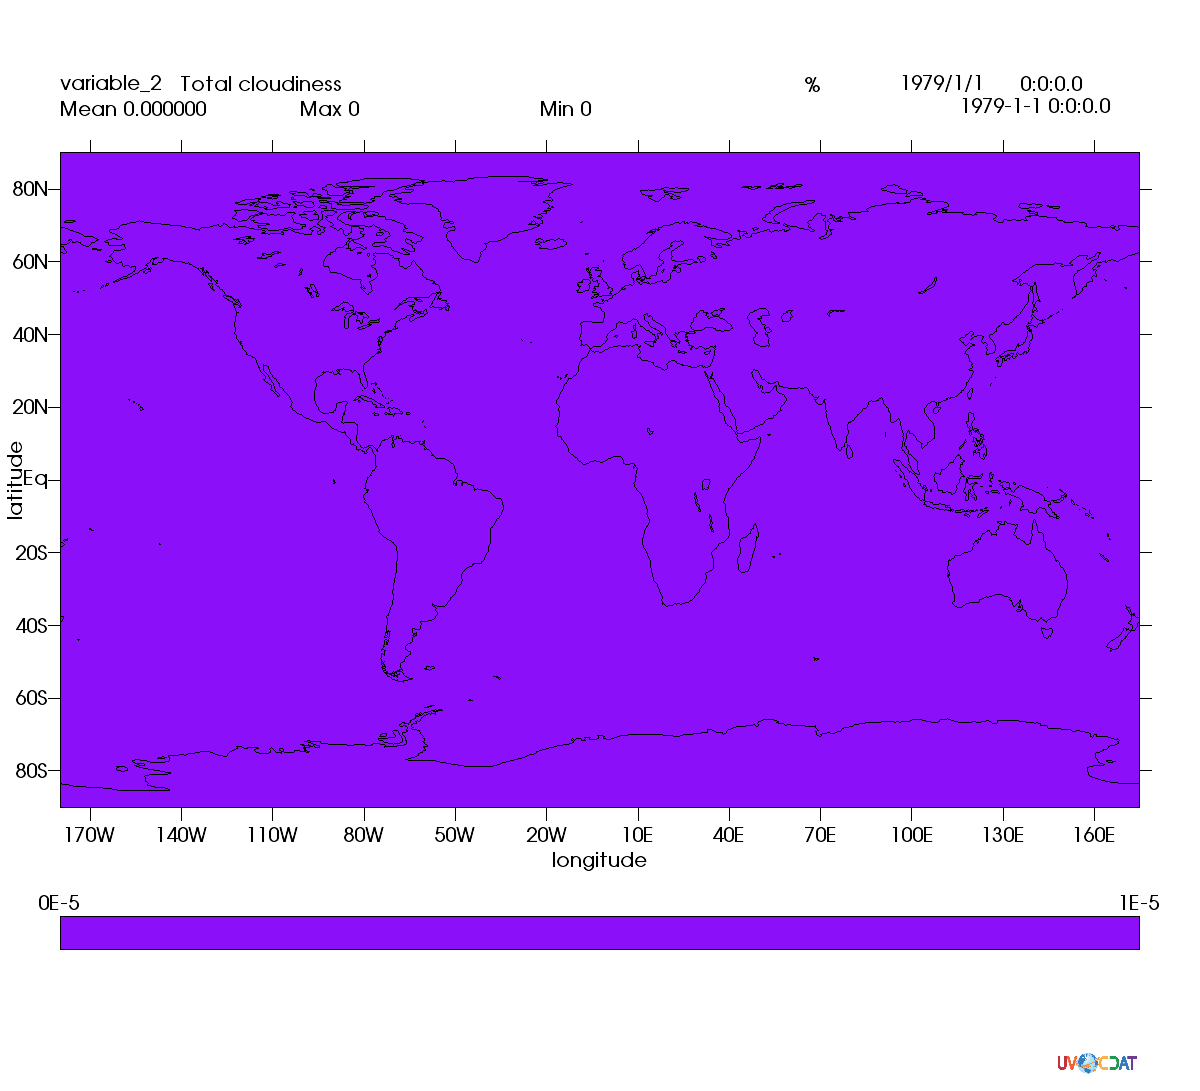 variable_2 Total cloudiness % 1979/1/1 0:0:0.0
Mean 0.000000 Max 0 Min 0 1979-1-1 0:0:0.0
80N
60N
40N
20N
Eq
20S
40S
60S
80S
latitude
170W 140W 110W 80W 50W 20W 10E 40E 70E 100E 130E 160E
longitude
0E-5 1E-5
UV CDAT